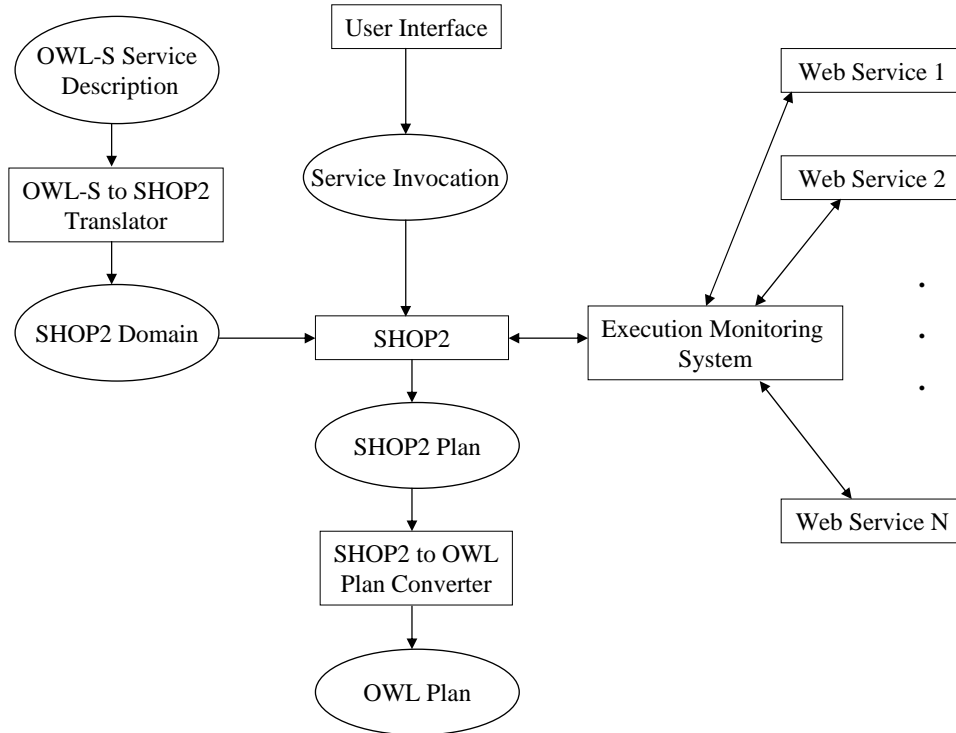 OWL-S Service
Description
User Interface
Web Service 1
OWL-S to SHOP2
Translator
Service Invocation
Web Service 2
SHOP2 Domain
SHOP2
Execution Monitoring
System
SHOP2 Plan
Web Service N
SHOP2 to OWL
Plan Converter
OWL Plan